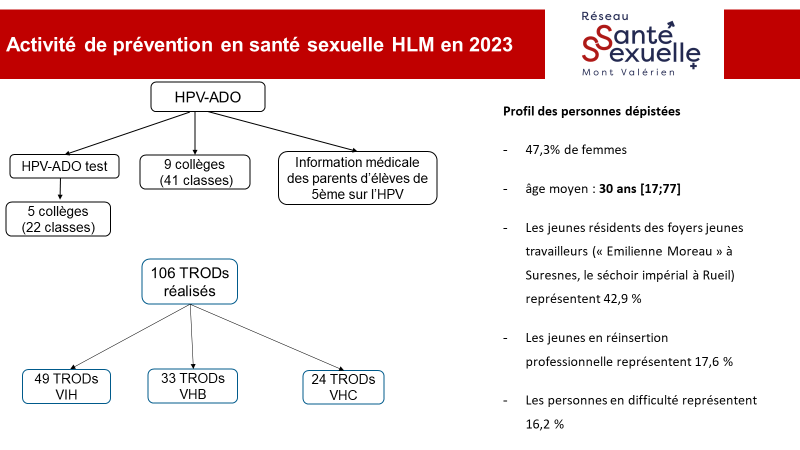 Activité de prévention en santé sexuelle HLM en 2023
Réseau
Santé
Sexuelle
Mont Valérien
HPV-ADO
HPV-ADO test
9 collèges
(41 classes)
Information médicale
des parents d'élèves de
5ème sur l'HPV
5 collèges
(22 classes)
106 TRODs
réalisés
49 TRODs
VIH
33 TRODs
VHB
24 TRODs
VHC
Profil des personnes dépistées
- 47,3% de femmes
- âge moyen : 30 ans [17;77]
- Les jeunes résidents des foyers jeunes
travailleurs (« Emilienne Moreau » à
Suresnes, le séchoir impérial à Rueil)
représentent 42,9 %
- Les jeunes en réinsertion
professionnelle représentent 17,6 %
- Les personnes en difficulté représentent
16,2 %